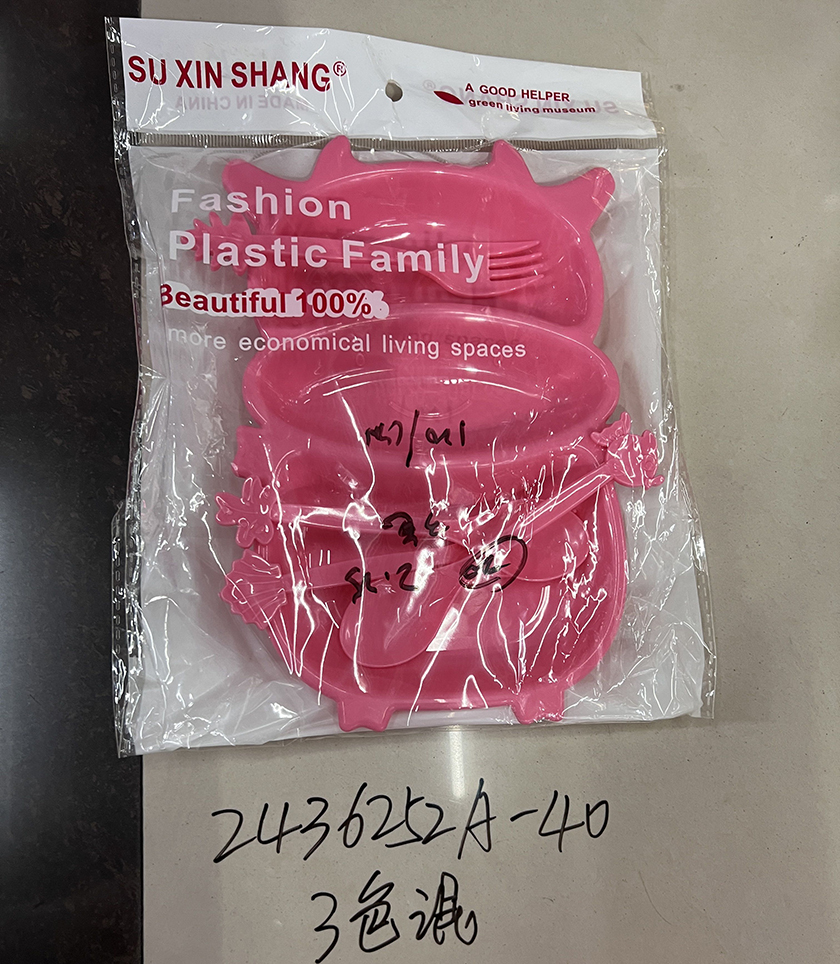 SU XIN SHANG®
A GOOD HELPER
green living museum
MADE IN CHINA
Fashion
Plastic Family
Beautiful 100%
more economical living spaces
2436252A-40
3色混